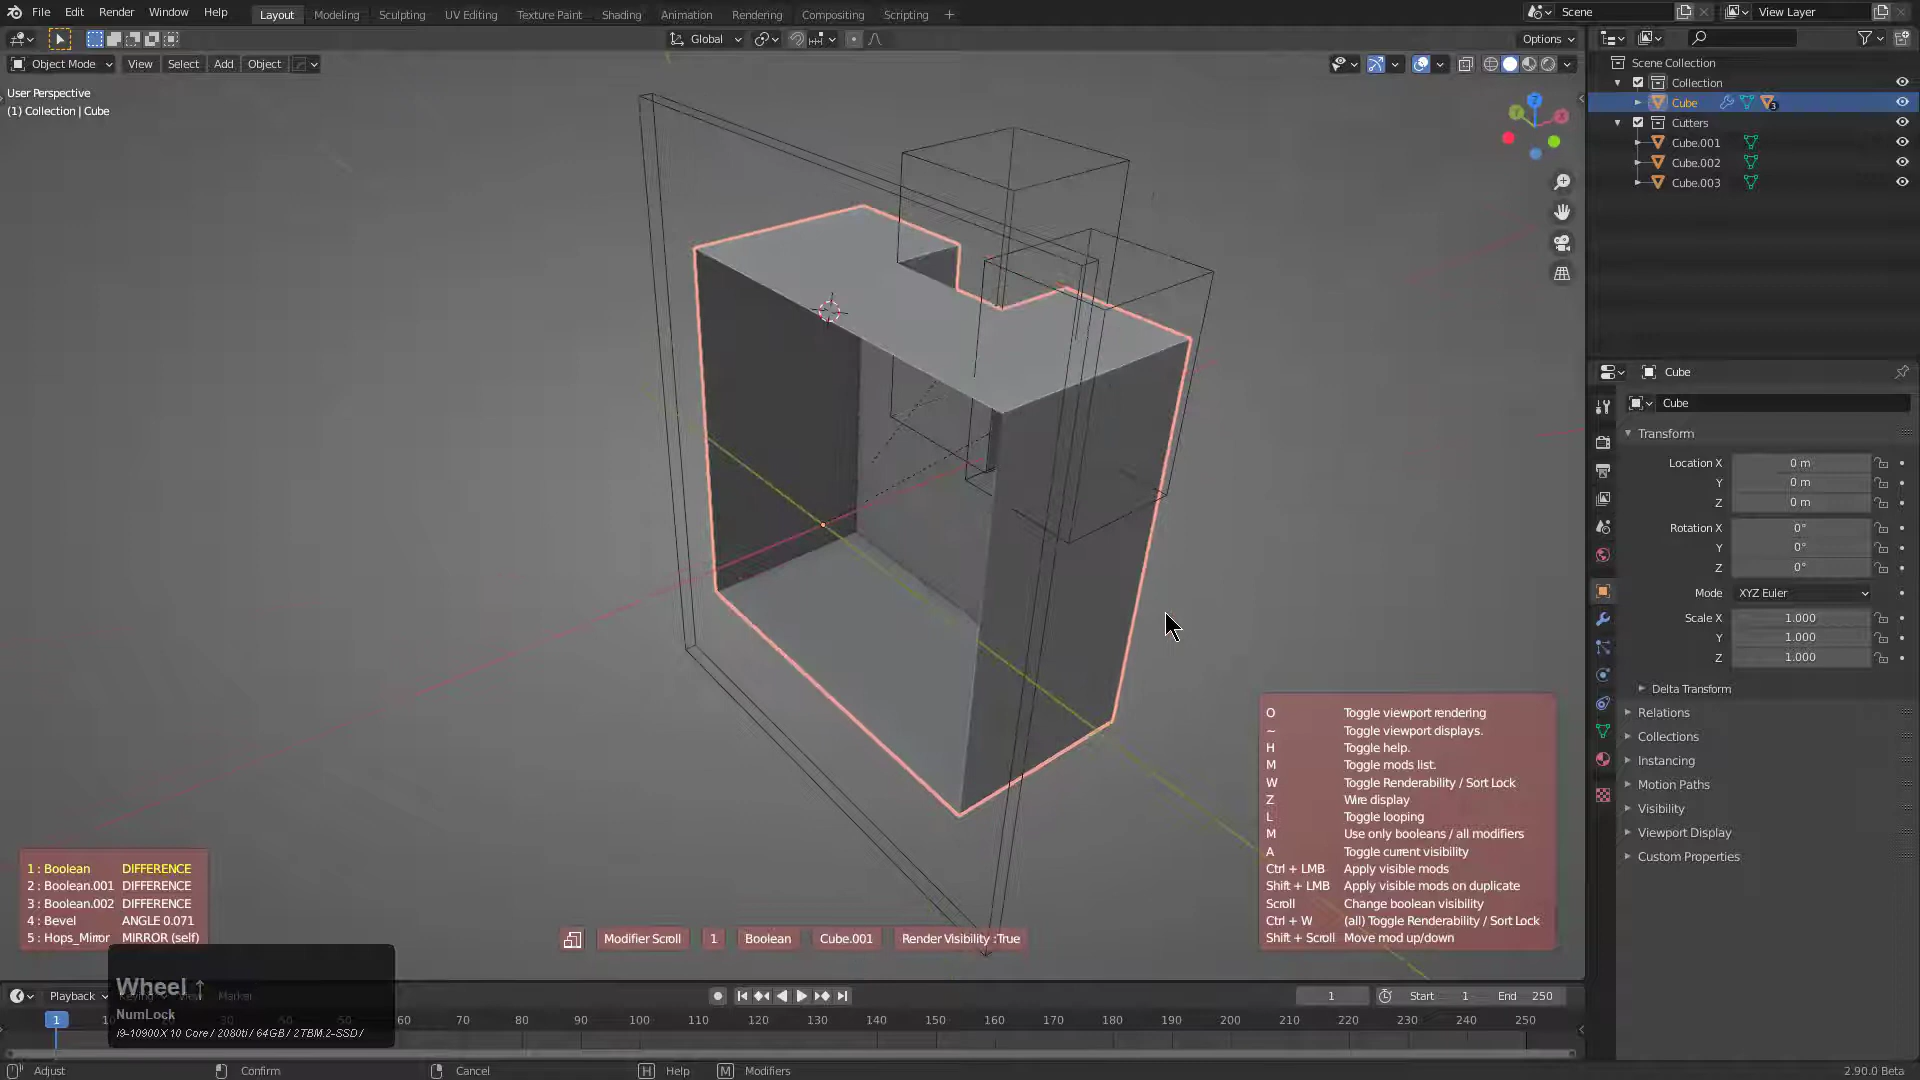 File Edit Render Window Help
Layout Modeling Sculpting UV Editing Texture Paint Shading Animation Rendering Compositing Scripting +
Scene
View Layer
Global
Options
Object Mode View Select Add Object
User Perspective
(1) Collection | Cube
Scene Collection
Collection
Cube
3
Cutters
Cube.001
Cube.002
Cube.003
Cube
Cube
Transform
Location X 0 m
Y 0 m
Z 0 m
Rotation X 0°
Y 0°
Z 0°
Mode XYZ Euler
Scale X 1.000
Y 1.000
Z 1.000
Delta Transform
Relations
Collections
Instancing
Motion Paths
Visibility
Viewport Display
Custom Properties
O Toggle viewport rendering
~ Toggle viewport displays.
H Toggle help.
M Toggle mods list.
W Toggle Renderability / Sort Lock
Z Wire display
L Toggle looping
M Use only booleans / all modifiers
A Toggle current visibility
Ctrl + LMB Apply visible mods
Shift + LMB Apply visible mods on duplicate
Scroll Change boolean visibility
Ctrl + W (all) Toggle Renderability / Sort Lock
Shift + Scroll Move mod up/down
1 : Boolean DIFFERENCE
2 : Boolean.001 DIFFERENCE
3 : Boolean.002 DIFFERENCE
4 : Bevel ANGLE 0.071
5 : Hops_Mirror MIRROR (self)
Modifier Scroll 1 Boolean Cube.001 Render Visibility :True
Wheel ↑
NumLock
i9-10900X 10 Core / 2080ti / 64GB / 2TBM.2-SSD /
Playback Keying View Marker
1 Start 1 End 250
1 10 20 30 40 50 60 70 80 90 100 110 120 130 140 150 160 170 180 190 200 210 220 230 240 250
Adjust Confirm Cancel H Help M Modifiers
2.90.0 Beta